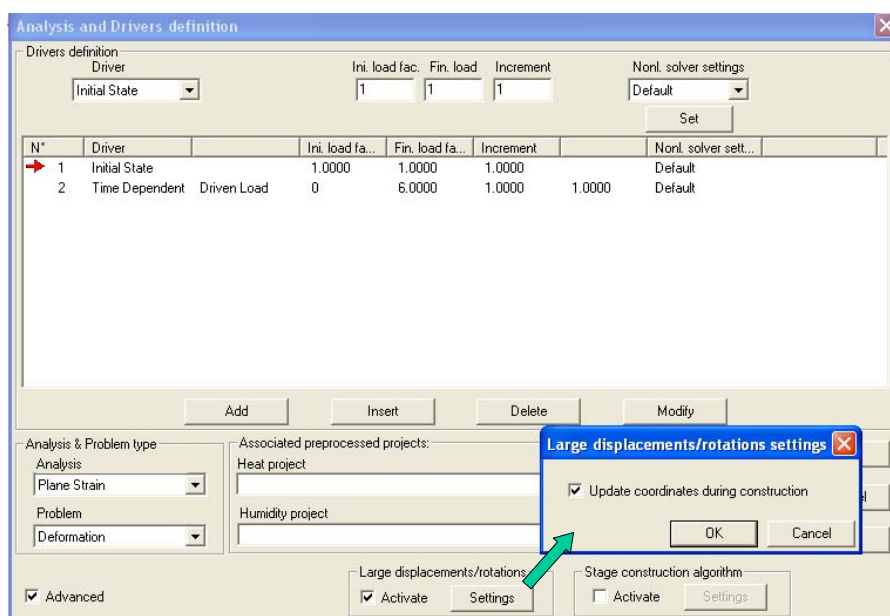 Analysis and Drivers definition
Drivers definition
Driver
Ini. load fac. Fin. load Increment
Nonl. solver settings
Initial State
1 1 1
Default
Set
N° Driver Ini. load fa... Fin. load fa... Increment Nonl. solver sett...
1 Initial State 1.0000 1.0000 1.0000 Default
2 Time Dependent Driven Load 0 6.0000 1.0000 1.0000 Default
Add Insert Delete Modify
Analysis & Problem type
Analysis
Plane Strain
Problem
Deformation
Associated preprocessed projects:
Heat project
Humidity project
Large displacements/rotations settings
Update coordinates during construction
OK Cancel
Advanced
Large displacements/rotations
Activate Settings
Stage construction algorithm
Activate Settings